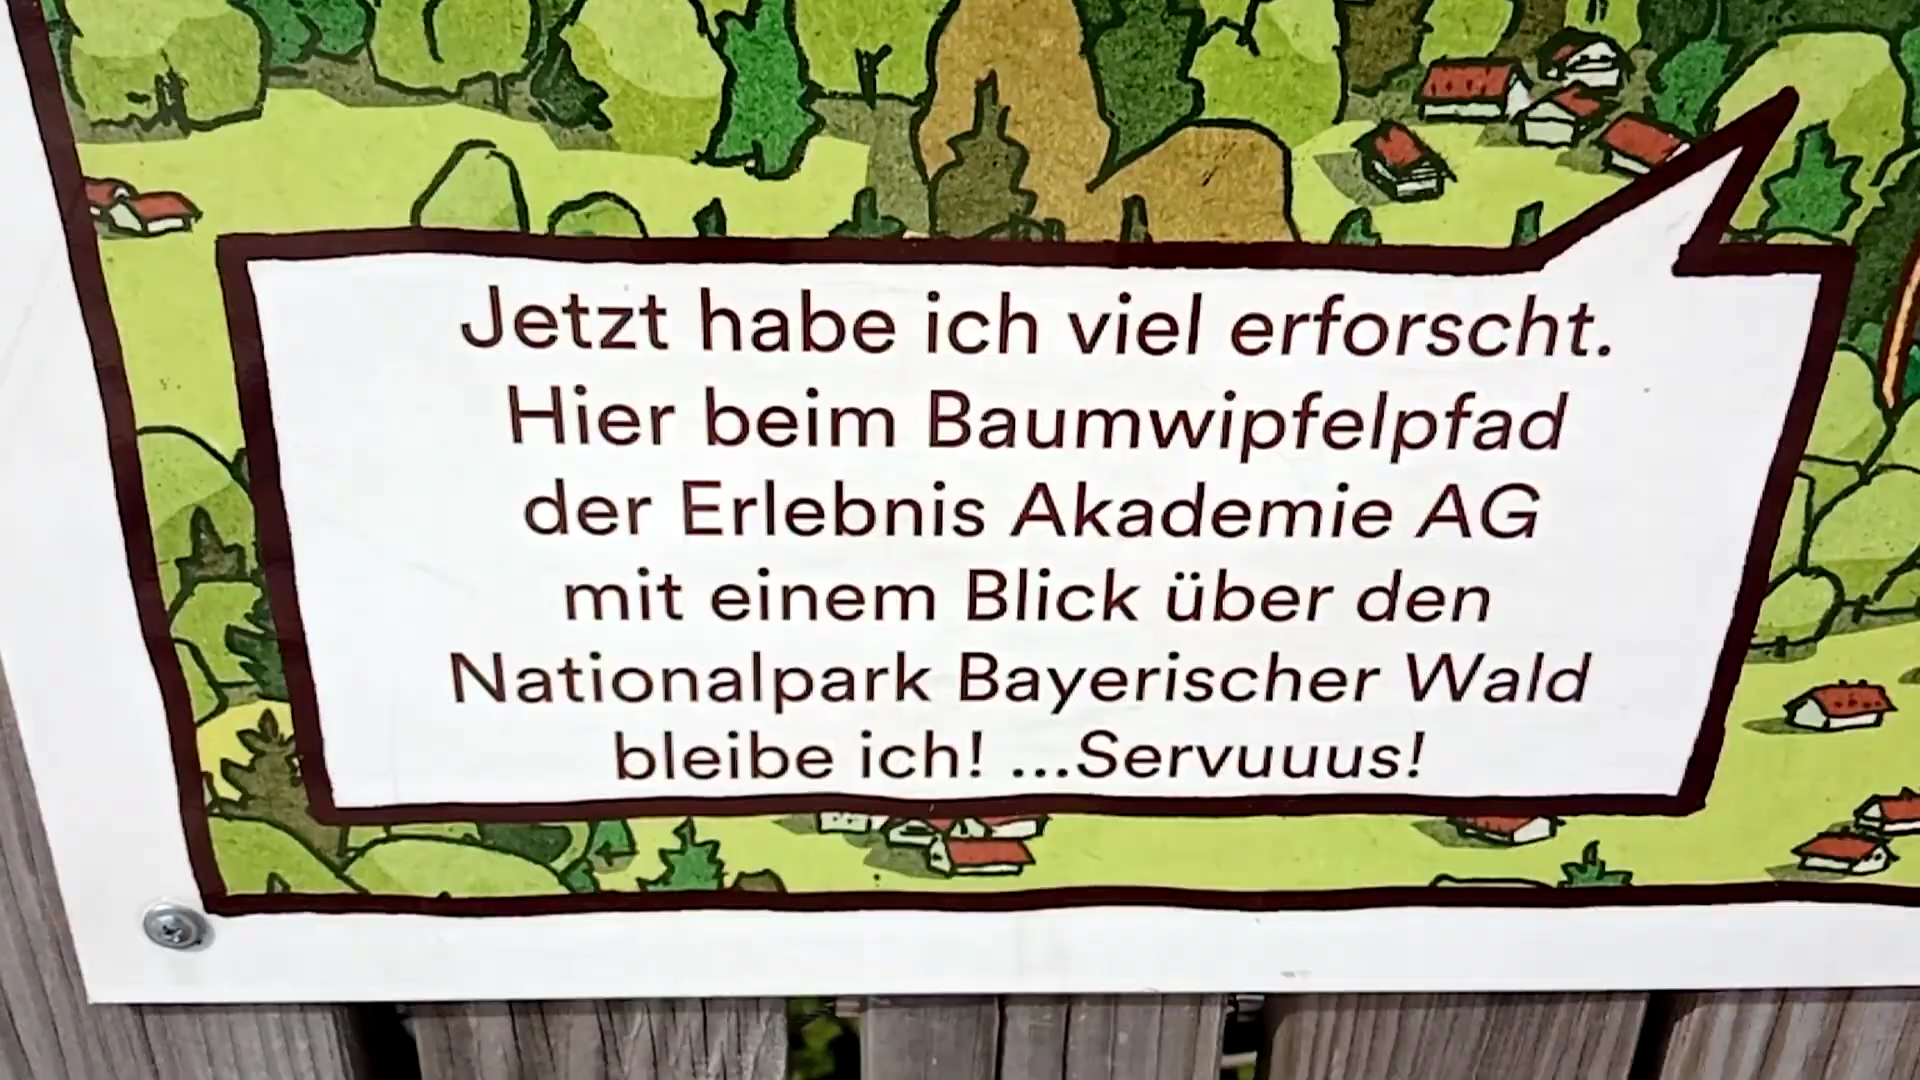 Jetzt habe ich viel erforscht.
Hier beim Baumwipfelpfad
der Erlebnis Akademie AG
mit einem Blick über den
Nationalpark Bayerischer Wald
bleibe ich! ...Servuuus!